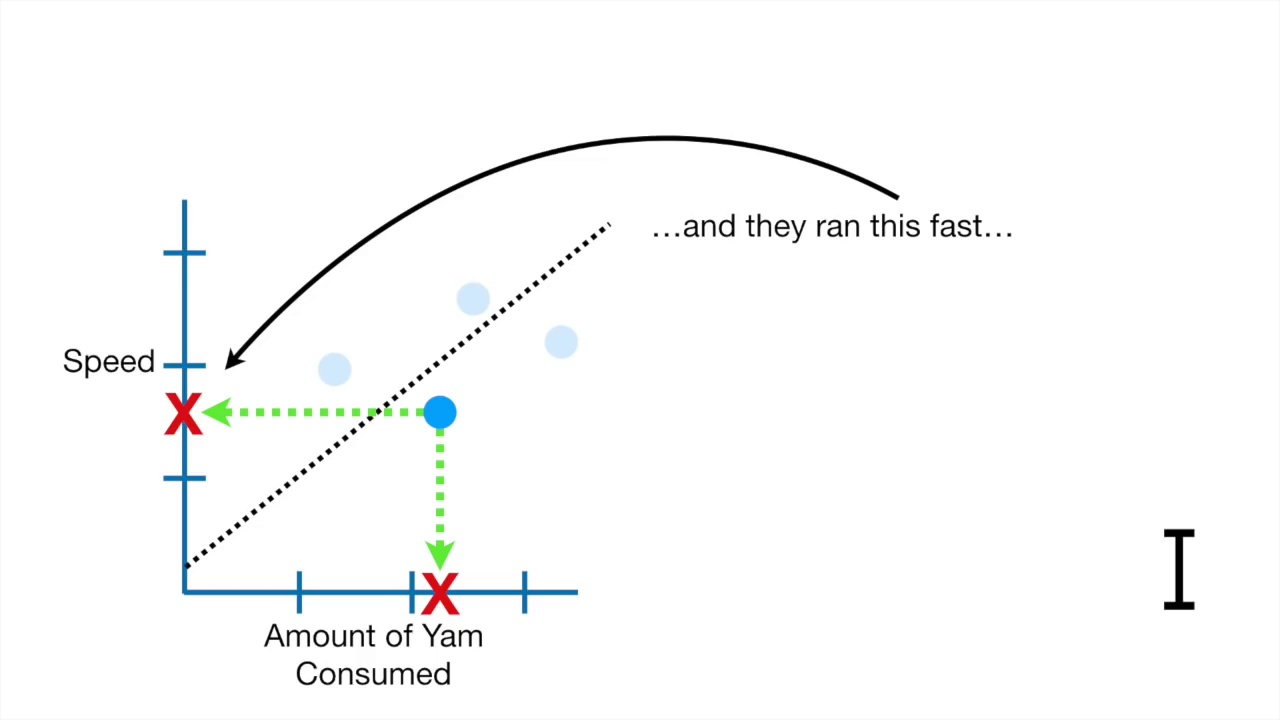 …and they ran this fast…
Speed
X
X
Amount of Yam
Consumed